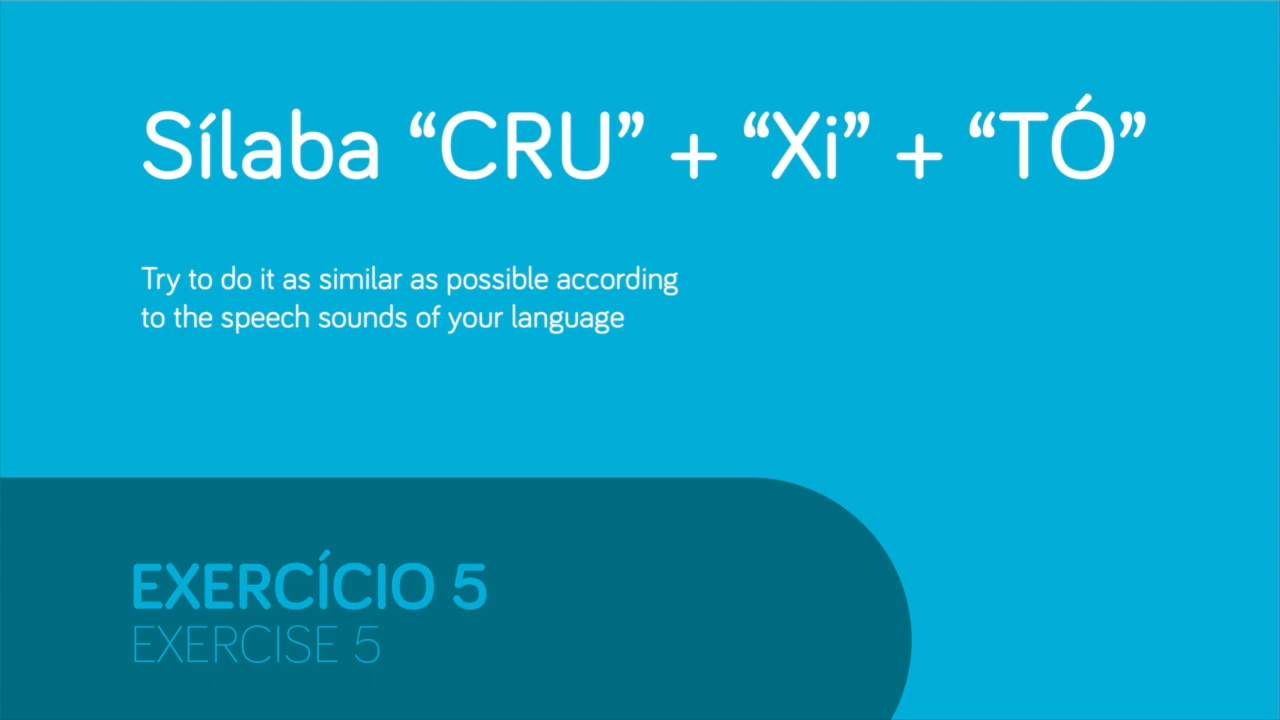 Sílaba “CRU” + “Xi” + “TÓ”
Try to do it as similar as possible according
to the speech sounds of your language
EXERCÍCIO 5
EXERCISE 5